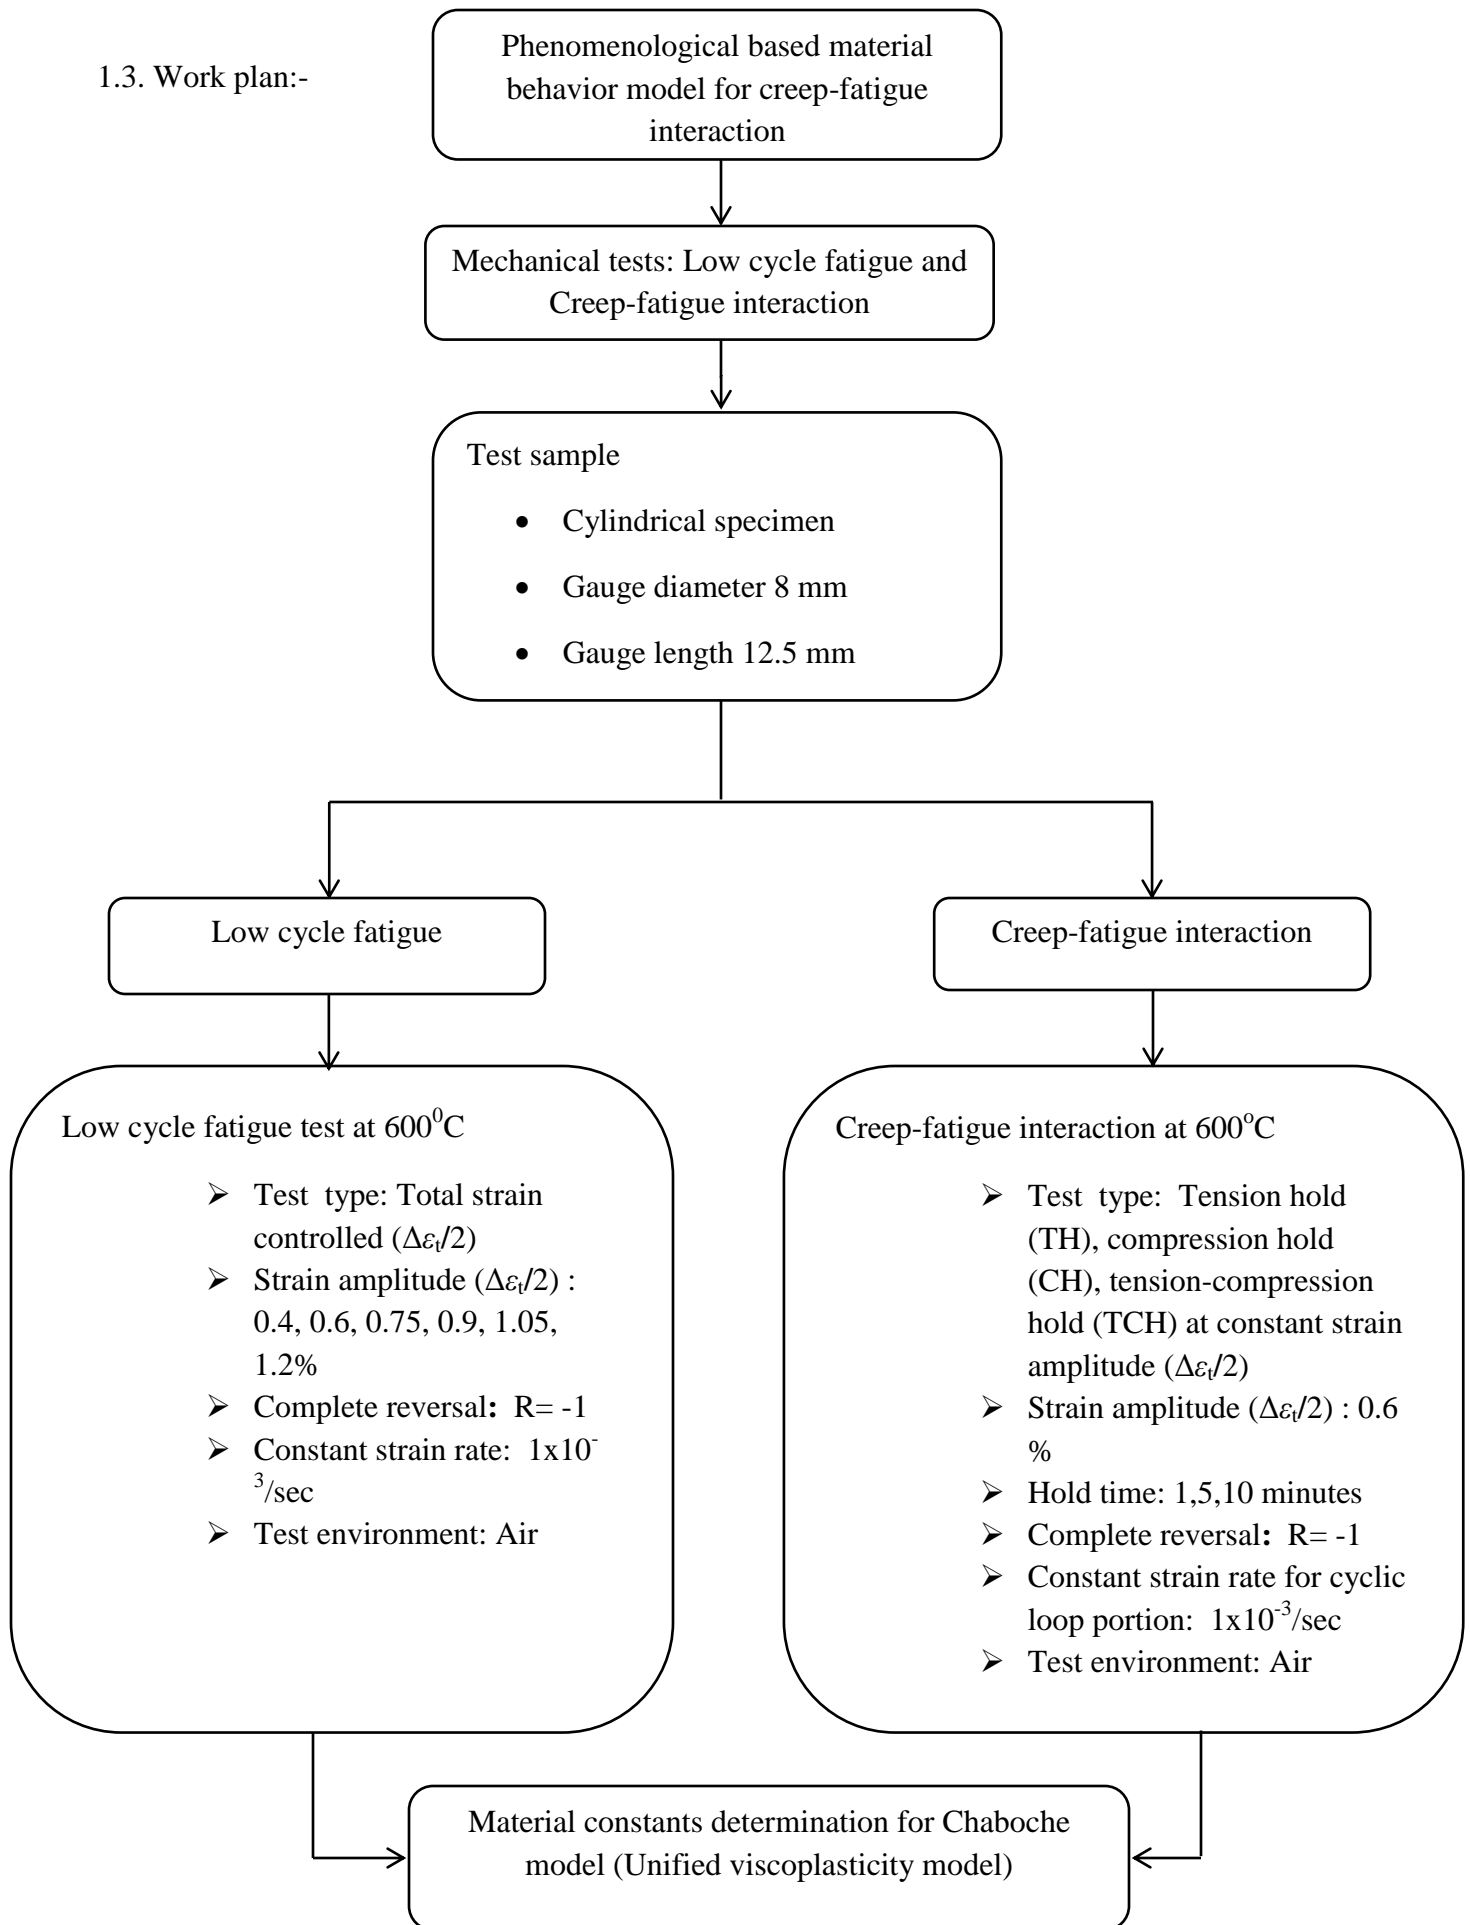 1.3. Work plan:-
Phenomenological based material
behavior model for creep-fatigue
interaction
Mechanical tests: Low cycle fatigue and
Creep-fatigue interaction
Test sample
• Cylindrical specimen
• Gauge diameter 8 mm
• Gauge length 12.5 mm
Low cycle fatigue
Creep-fatigue interaction
Low cycle fatigue test at 600⁰C
➢ Test  type: Total strain
controlled (Δεₜ/2)
➢ Strain amplitude (Δεₜ/2) :
0.4, 0.6, 0.75, 0.9, 1.05,
1.2%
➢ Complete reversal:  R= -1
➢ Constant strain rate:  1x10⁻
³/sec
➢ Test environment: Air
Creep-fatigue interaction at 600ᵒC
➢ Test  type:  Tension hold
(TH), compression hold
(CH), tension-compression
hold (TCH) at constant strain
amplitude (Δεₜ/2)
➢ Strain amplitude (Δεₜ/2) : 0.6
%
➢ Hold time: 1,5,10 minutes
➢ Complete reversal:  R= -1
➢ Constant strain rate for cyclic
loop portion:  1x10⁻³/sec
➢ Test environment: Air
Material constants determination for Chaboche
model (Unified viscoplasticity model)